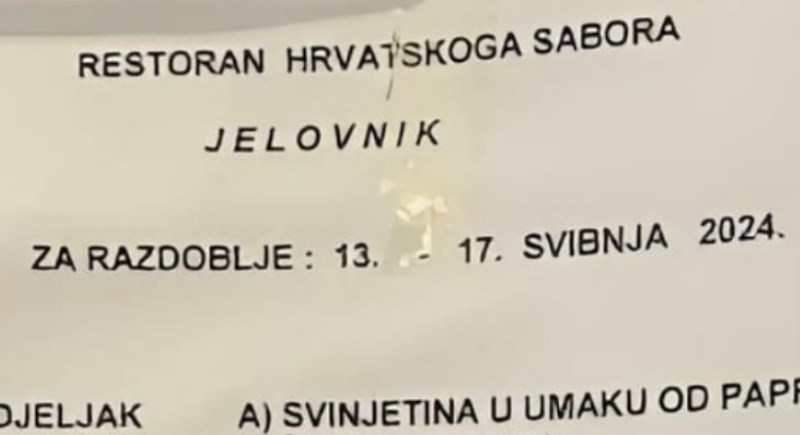 RESTORAN HRVATSKOGA SABORA
JELOVNIK
ZA RAZDOBLJE : 13. - 17. SVIBNJA 2024.
A) SVINJETINA U UMAKU OD